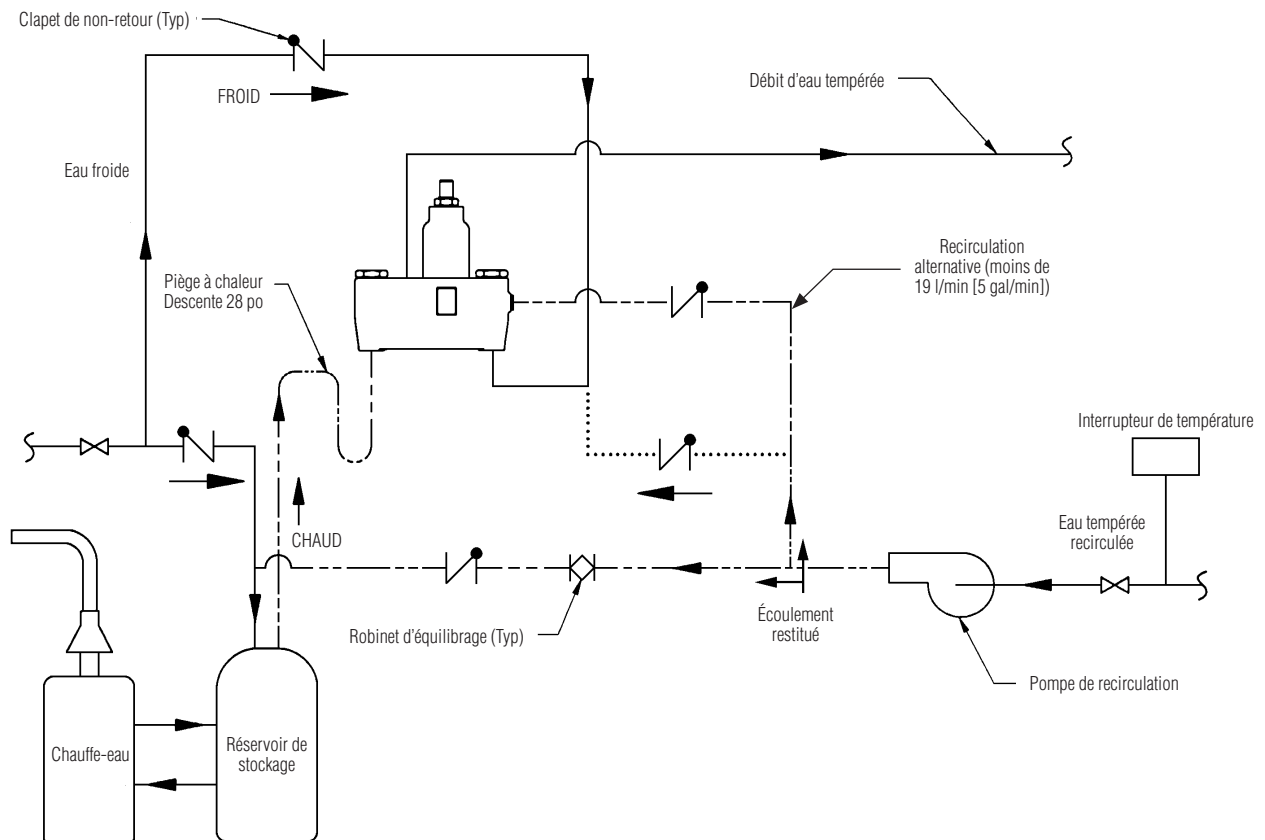 Clapet de non-retour (Typ)
Débit d'eau tempérée
FROID
Eau froide
Recirculation
alternative (moins de
19 l/min [5 gal/min])
Piège à chaleur
Descente 28 po
Interrupteur de température
CHAUD
Eau tempérée
recirculée
Écoulement
restitué
Robinet d'équilibrage (Typ)
Pompe de recirculation
Chauffe-eau
Réservoir de
stockage